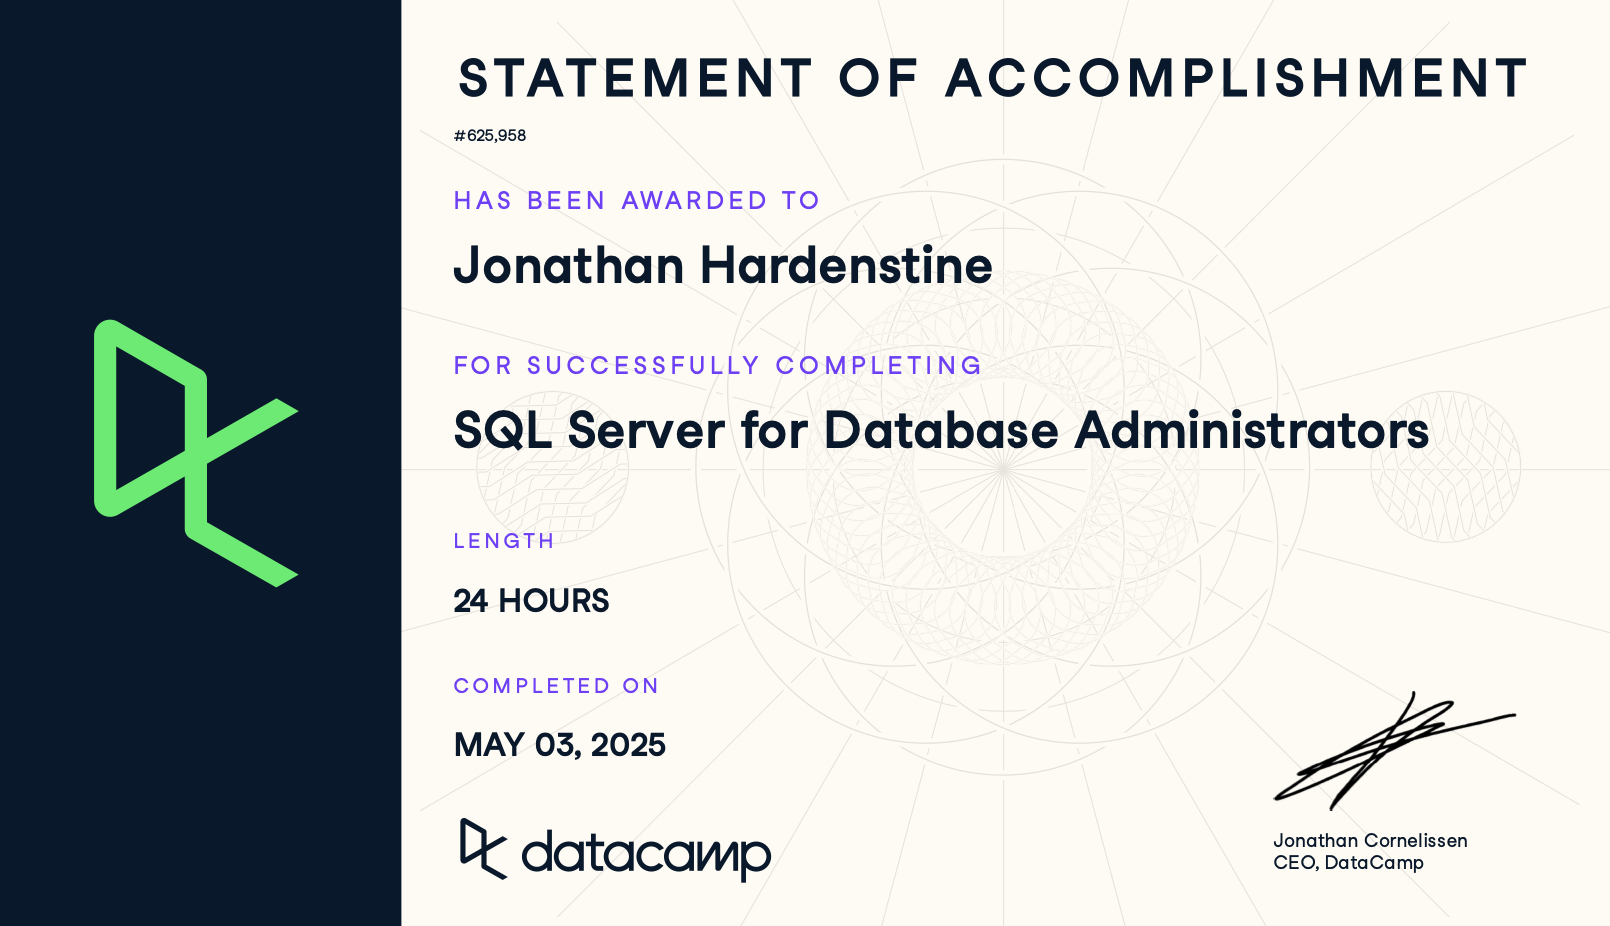 STATEMENT OF ACCOMPLISHMENT
#625,958
HAS BEEN AWARDED TO
Jonathan Hardenstine
FOR SUCCESSFULLY COMPLETING
SQL Server for Database Administrators
LENGTH
24 HOURS
COMPLETED ON
MAY 03, 2025
datacamp
Jonathan Cornelissen
CEO, DataCamp